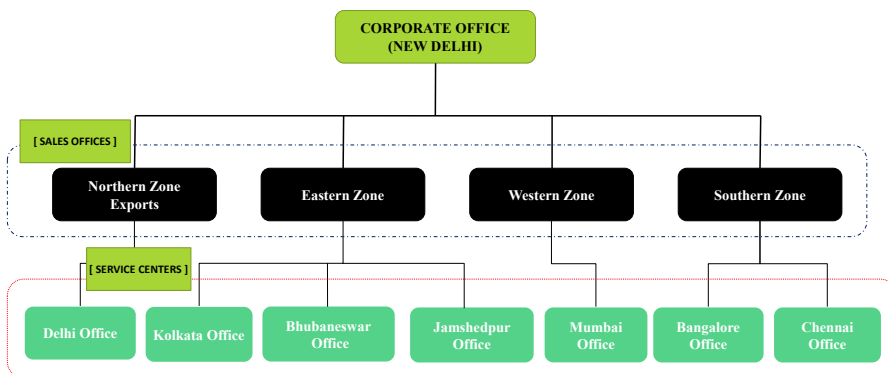 CORPORATE OFFICE
(NEW DELHI)
[ SALES OFFICES ]
Northern Zone
Exports
Eastern Zone
Western Zone
Southern Zone
[ SERVICE CENTERS ]
Delhi Office
Kolkata Office
Bhubaneswar
Office
Jamshedpur
Office
Mumbai
Office
Bangalore
Office
Chennai
Office